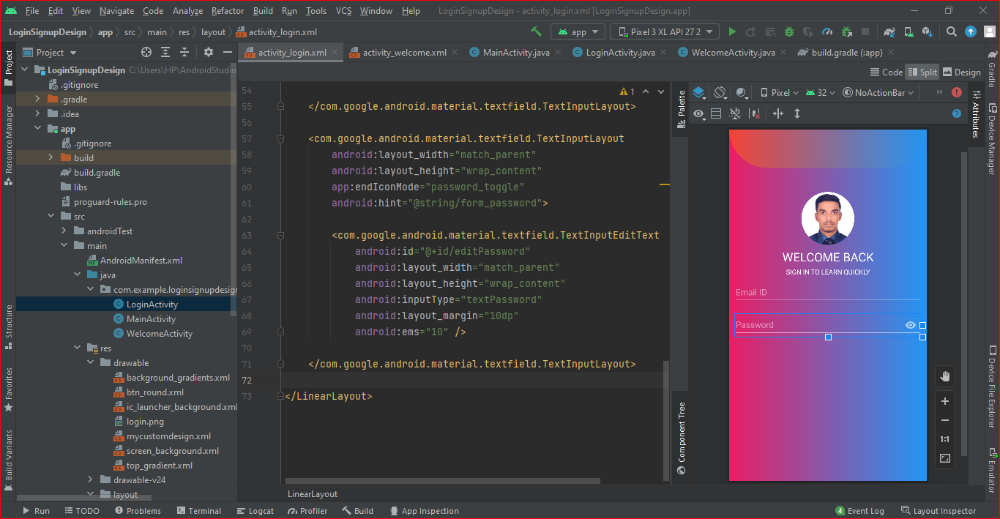 File Edit View Navigate Code Analyze Refactor Build Run Tools VCS Window Help LoginSignupDesign - activity_login.xml [LoginSignupDesign.app]
LoginSignupDesign app src main res layout activity_login.xml app Pixel 3 XL API 27 2
Project
activity_login.xml activity_welcome.xml MainActivity.java LoginActivity.java WelcomeActivity.java build.gradle (:app)
Code Split Design
Project
Resource Manager
Structure
Favorites
Build Variants
LoginSignupDesign C:\Users\HP\AndroidStudio
.gitignore
.gradle
.idea
app
.gitignore
build
build.gradle
libs
proguard-rules.pro
src
androidTest
main
AndroidManifest.xml
java
com.example.loginsignupdesign
LoginActivity
MainActivity
WelcomeActivity
res
drawable
background_gradients.xml
btn_round.xml
ic_launcher_background.xml
login.png
mycustomdesign.xml
screen_background.xml
top_gradient.xml
drawable-v24
layout
1
54
55 </com.google.android.material.textfield.TextInputLayout>
56
57 <com.google.android.material.textfield.TextInputLayout
58 android:layout_width="match_parent"
59 android:layout_height="wrap_content"
60 app:endIconMode="password_toggle"
61 android:hint="@string/form_password">
62
63 <com.google.android.material.textfield.TextInputEditText
64 android:id="@+id/editPassword"
65 android:layout_width="match_parent"
66 android:layout_height="wrap_content"
67 android:inputType="textPassword"
68 android:layout_margin="10dp"
69 android:ems="10" />
70
71 </com.google.android.material.textfield.TextInputLayout>
72
73 </LinearLayout>
LinearLayout
Palette
Component Tree
Pixel 32 NoActionBar
WELCOME BACK
SIGN IN TO LEARN QUICKLY
Email ID
Password
1:1
Attributes
Gradle
Device Manager
Device File Explorer
Emulator
Run TODO Problems Terminal Logcat Profiler Build App Inspection 4 Event Log Layout Inspector